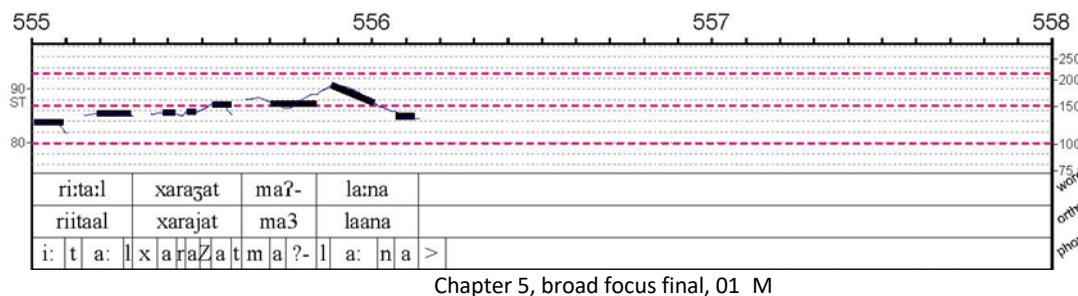 555 556 557 558
90 ST 80
250 200 150 100 75
ri:ta:l xaraʒat maʔ- la:na word
riitaal xarajat ma3 laana
i: t a: l x a r a Z a t m a ʔ- l a: n a >
Chapter 5, broad focus final, 01 M